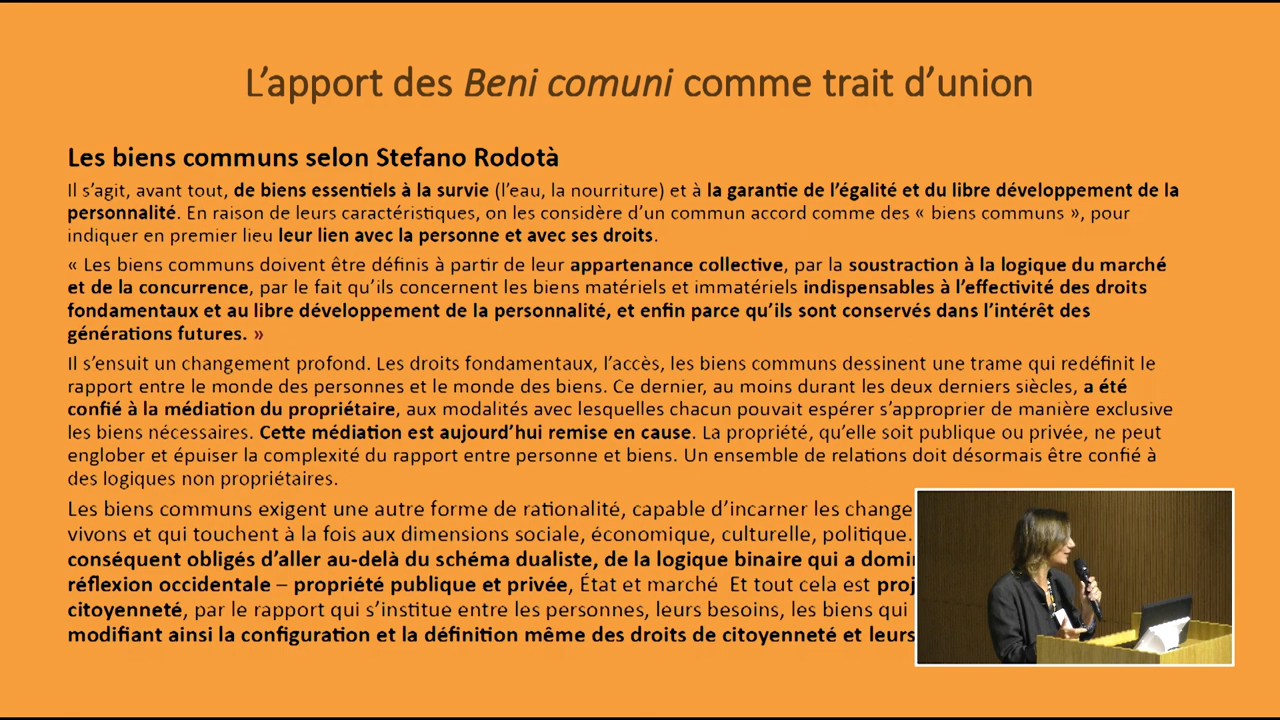 L'apport des Beni comuni comme trait d'union
Les biens communs selon Stefano Rodotà
Il s'agit, avant tout, de biens essentiels à la survie (l'eau, la nourriture) et à la garantie de l'égalité et du libre développement de la
personnalité. En raison de leurs caractéristiques, on les considère d'un commun accord comme des « biens communs », pour
indiquer en premier lieu leur lien avec la personne et avec ses droits.
« Les biens communs doivent être définis à partir de leur appartenance collective, par la soustraction à la logique du marché
et de la concurrence, par le fait qu'ils concernent les biens matériels et immatériels indispensables à l'effectivité des droits
fondamentaux et au libre développement de la personnalité, et enfin parce qu'ils sont conservés dans l'intérêt des
générations futures. »
Il s'ensuit un changement profond. Les droits fondamentaux, l'accès, les biens communs dessinent une trame qui redéfinit le
rapport entre le monde des personnes et le monde des biens. Ce dernier, au moins durant les deux derniers siècles, a été
confié à la médiation du propriétaire, aux modalités avec lesquelles chacun pouvait espérer s'approprier de manière exclusive
les biens nécessaires. Cette médiation est aujourd'hui remise en cause. La propriété, qu'elle soit publique ou privée, ne peut
englober et épuiser la complexité du rapport entre personne et biens. Un ensemble de relations doit désormais être confié à
des logiques non propriétaires.
Les biens communs exigent une autre forme de rationalité, capable d'incarner les change
vivons et qui touchent à la fois aux dimensions sociale, économique, culturelle, politique.
conséquent obligés d'aller au-delà du schéma dualiste, de la logique binaire qui a domi
réflexion occidentale – propriété publique et privée, État et marché Et tout cela est proj
citoyenneté, par le rapport qui s'institue entre les personnes, leurs besoins, les biens qui
modifiant ainsi la configuration et la définition même des droits de citoyenneté et leurs